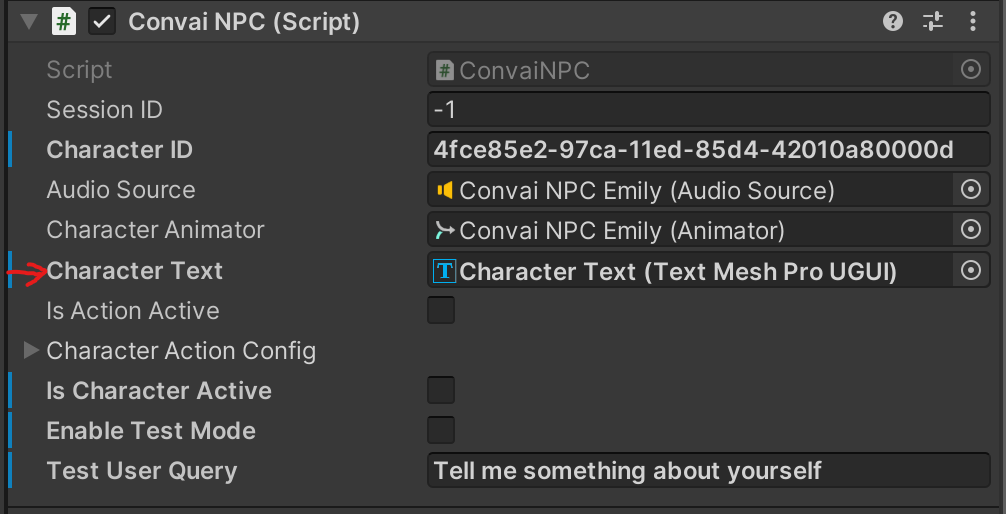 Convai NPC (Script)
Script ConvaiNPC
Session ID -1
Character ID 4fce85e2-97ca-11ed-85d4-42010a80000d
Audio Source Convai NPC Emily (Audio Source)
Character Animator Convai NPC Emily (Animator)
Character Text T Character Text (Text Mesh Pro UGUI)
Is Action Active
Character Action Config
Is Character Active
Enable Test Mode
Test User Query Tell me something about yourself